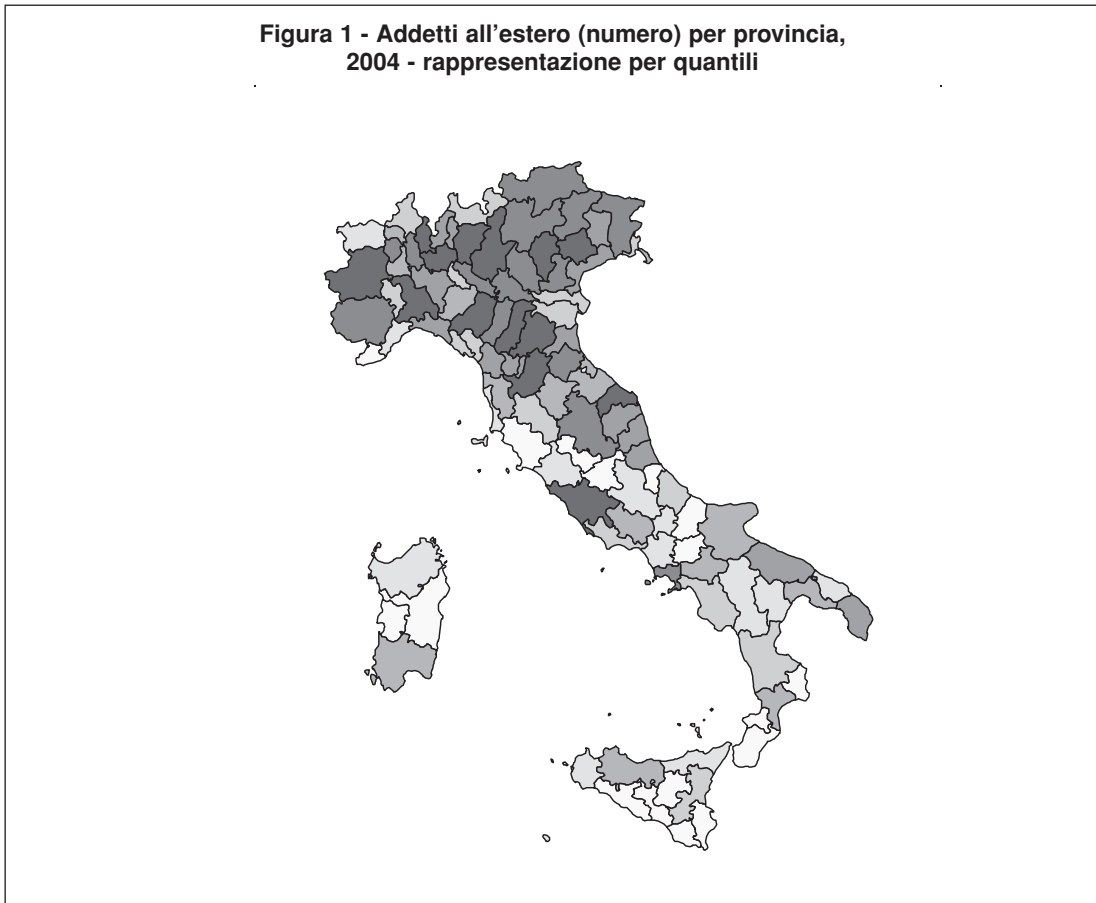 Figura 1 - Addetti all'estero (numero) per provincia,
2004 - rappresentazione per quantili